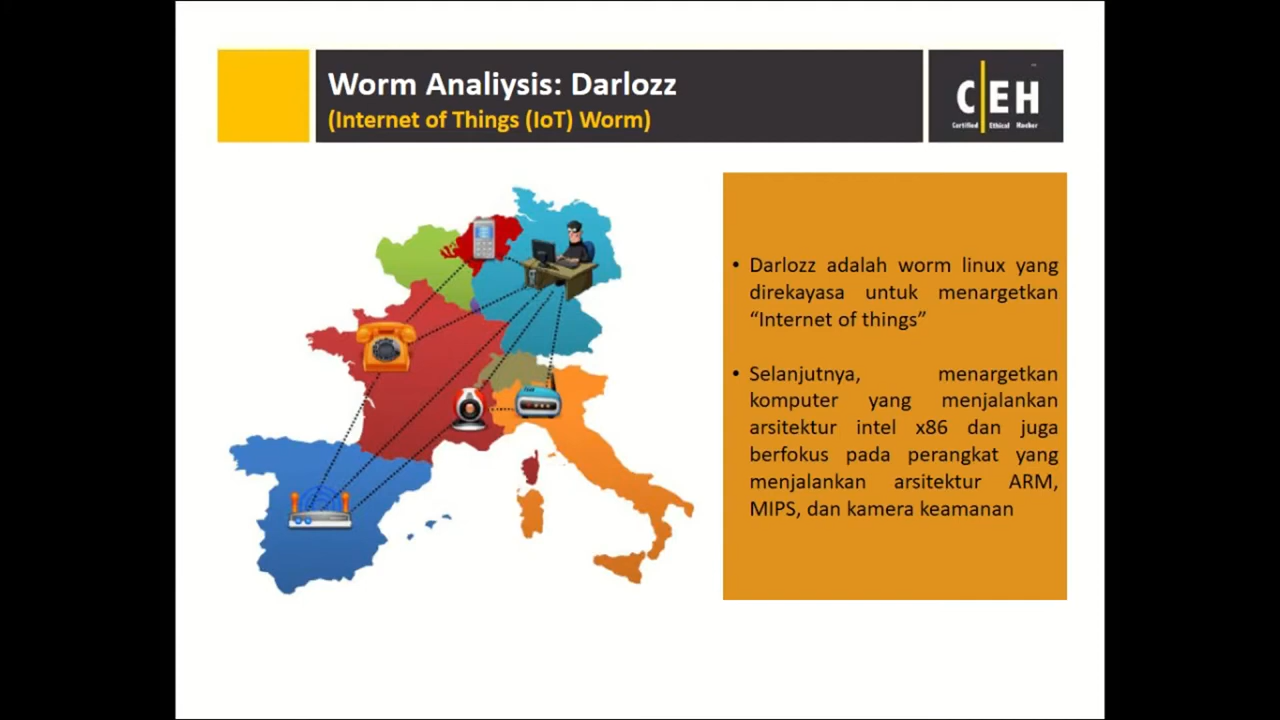 Worm Analiysis: Darlozz
(Internet of Things (IoT) Worm)
CEH
Certified Ethical Hacker
• Darlozz adalah worm linux yang
direkayasa untuk menargetkan
“Internet of things”
• Selanjutnya, menargetkan
komputer yang menjalankan
arsitektur intel x86 dan juga
berfokus pada perangkat yang
menjalankan arsitektur ARM,
MIPS, dan kamera keamanan